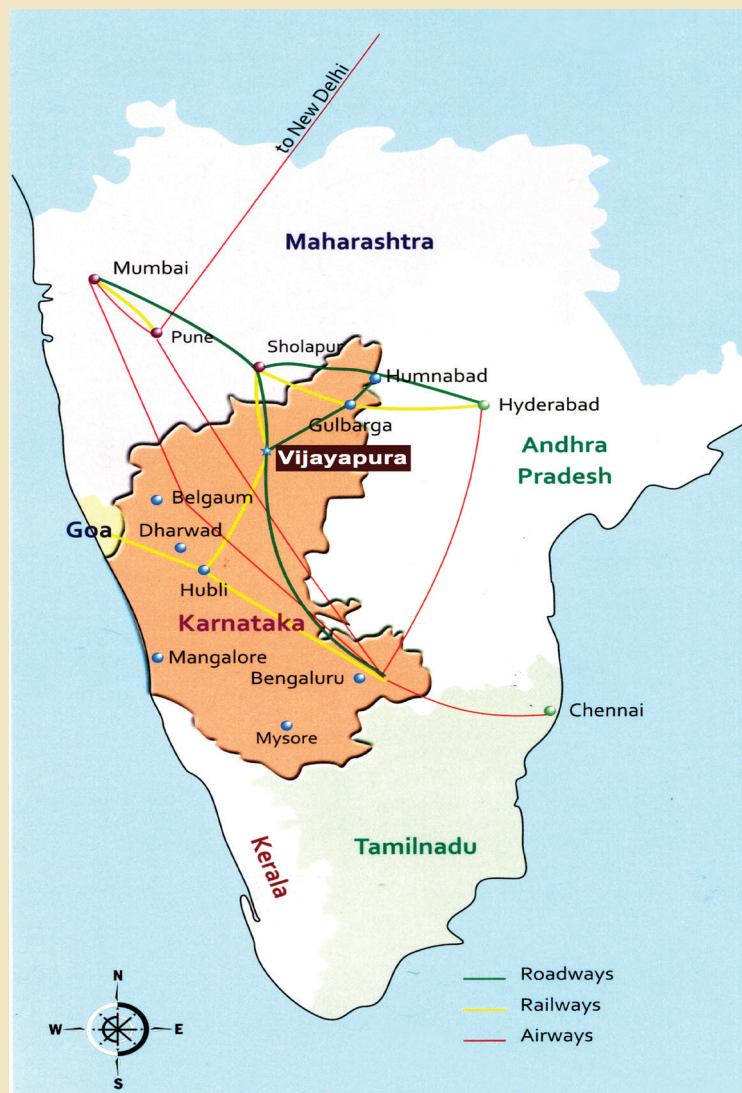 to New Delhi
Maharashtra
Mumbai
Pune
Sholapur
Humnabad
Hyderabad
Gulbarga
Andhra
Pradesh
Vijayapura
Belgaum
Goa
Dharwad
Hubli
Karnataka
Mangalore
Bengaluru
Chennai
Mysore
Tamilnadu
Kerala
Roadways
Railways
Airways
N
W
E
S